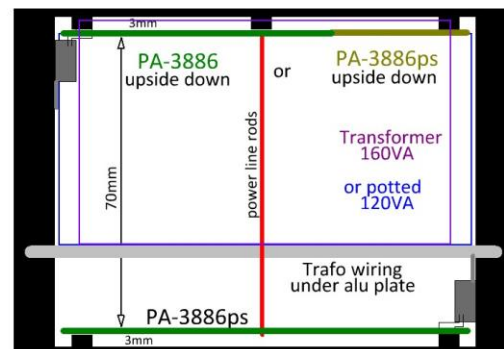 3mm
PA-3886
upside down
or
PA-3886ps
upside down
Transformer
160VA
or potted
120VA
70mm
power line rods
Trafo wiring
under alu plate
PA-3886ps
3mm